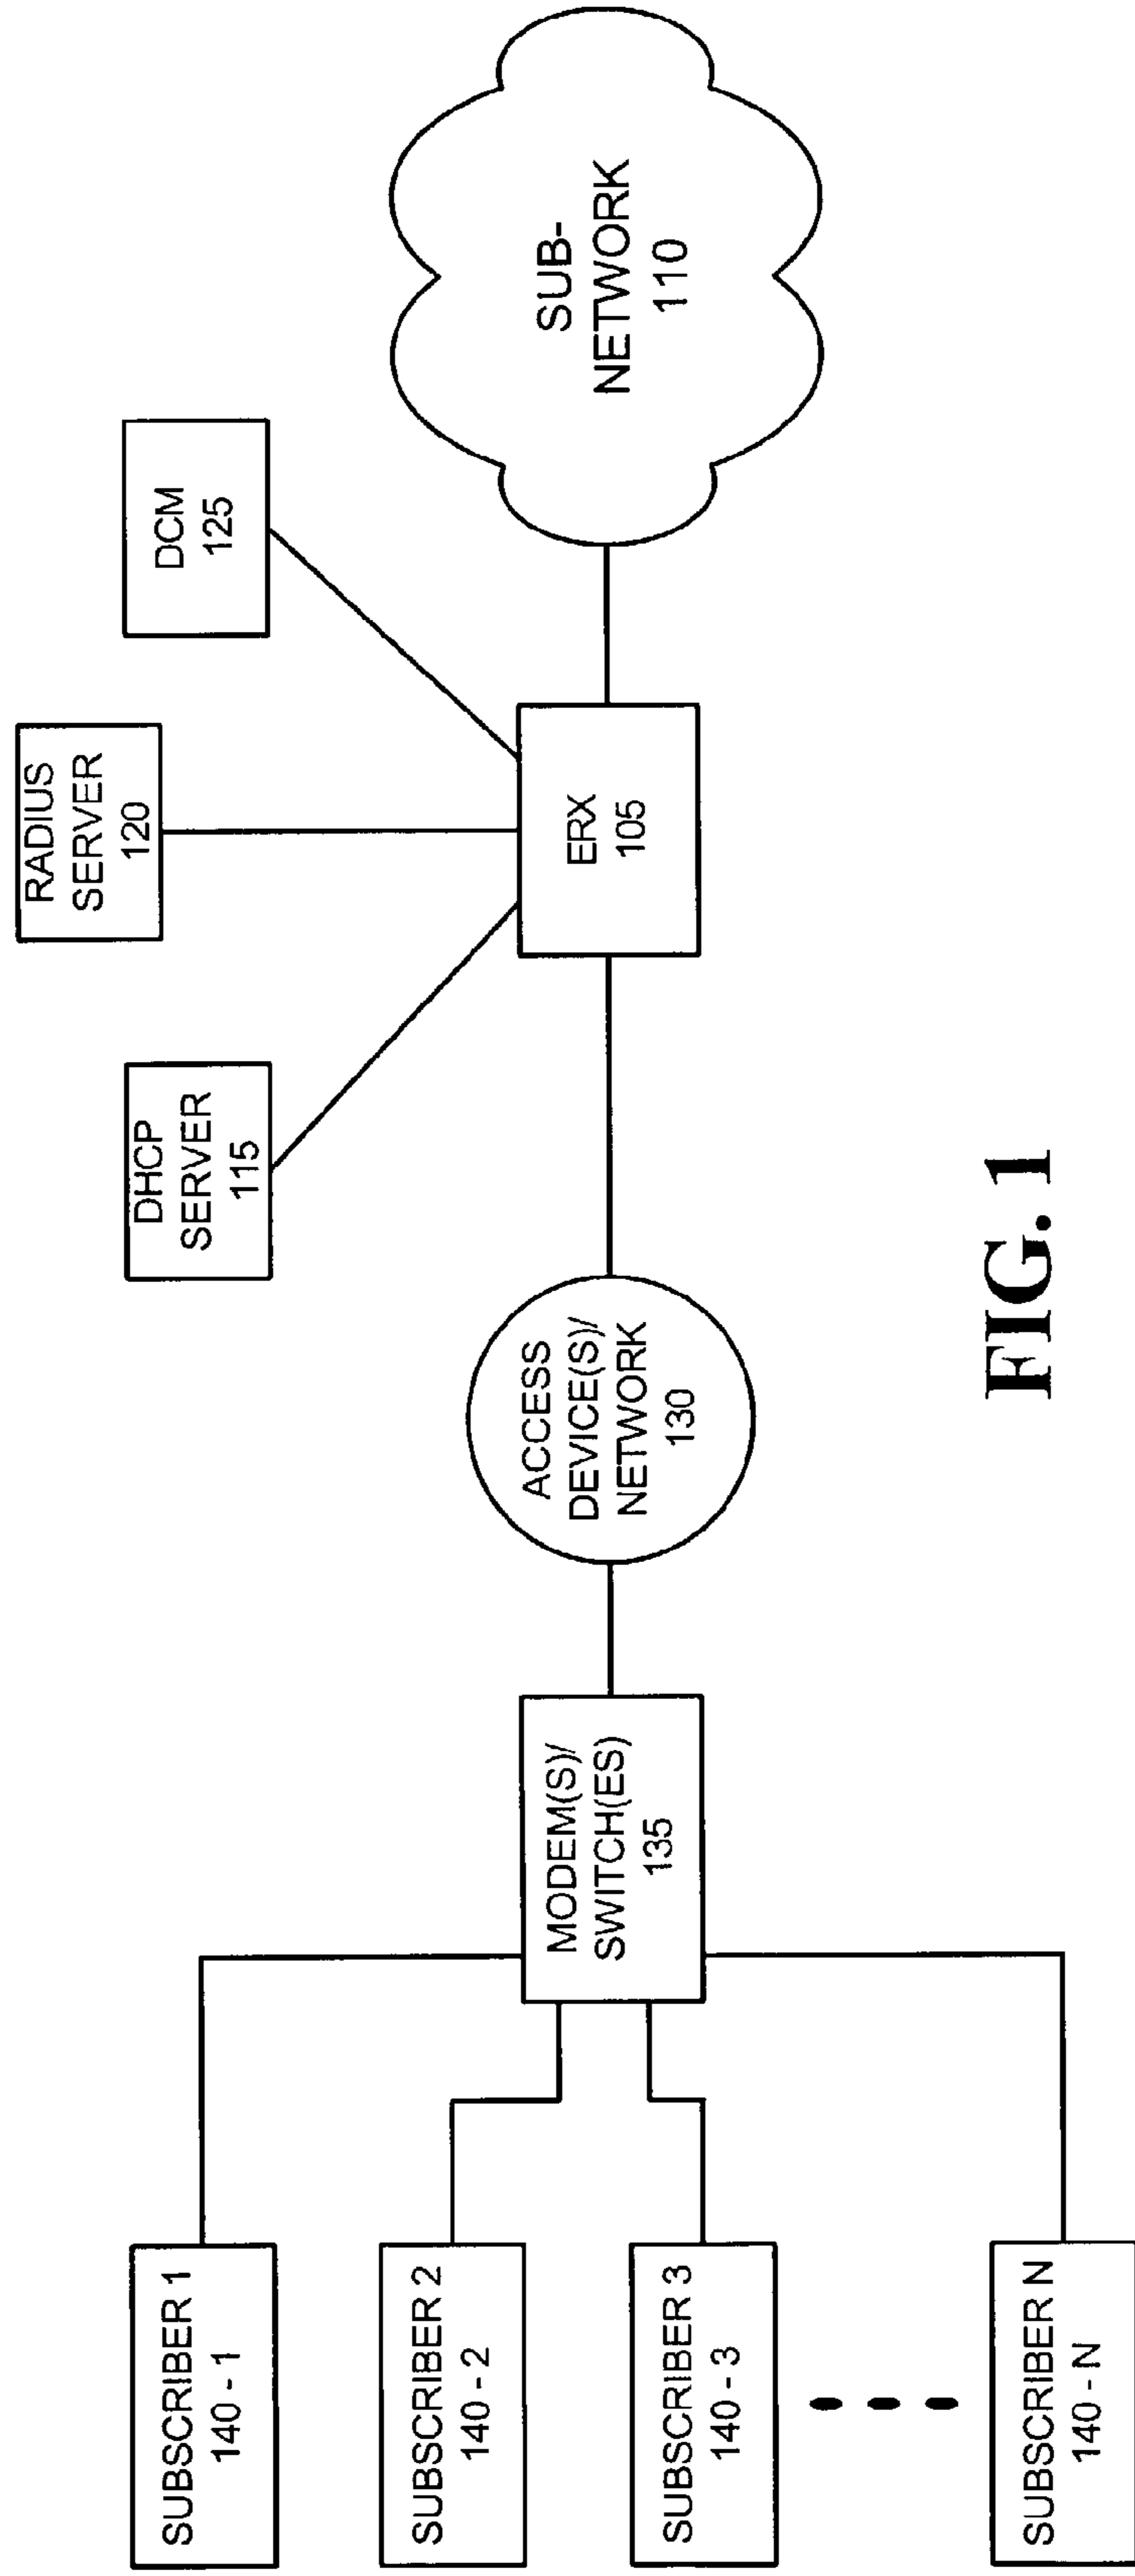 RADIUS
SERVER
120
DHCP
SERVER
115
DCM
125
SUBSCRIBER 1
140 - 1
SUBSCRIBER 2
140 - 2
SUBSCRIBER 3
140 - 3
SUBSCRIBER N
140 - N
MODEM(S)/
SWITCH(ES)
135
ACCESS
DEVICE(S)/
NETWORK
130
ERX
105
SUB-
NETWORK
110
FIG. 1